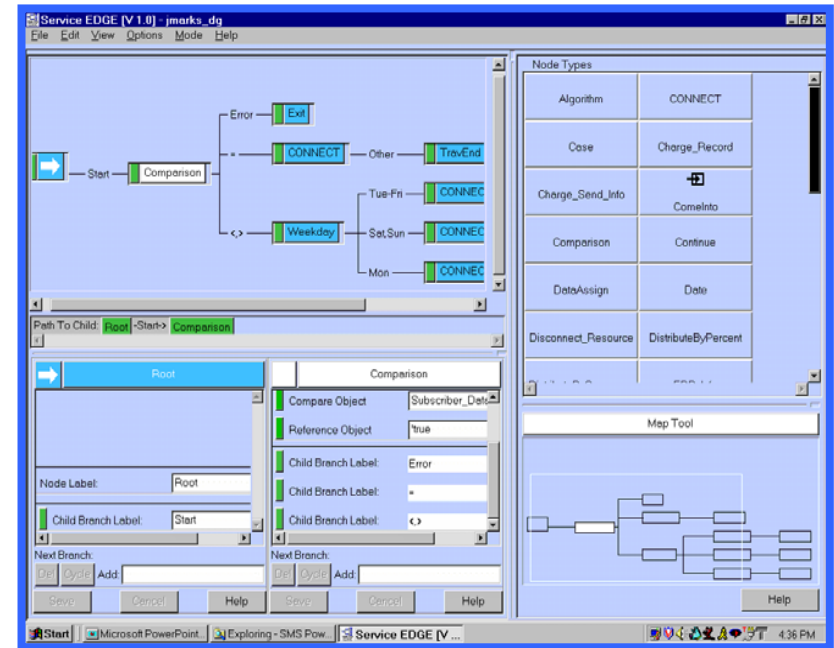 Service EDGE [V 1.0] - jmarks_dg
File Edit View Options Mode Help
Error
Exit
Start
Comparison
=
CONNECT
Other
TravEnd
Tue-Fri
CONNEC
<>
Weekday
Sat,Sun
CONNEC
Mon
CONNEC
Path To Child: Root -Start-> Comparison
Root
Node Label: Root
Child Branch Label: Start
Next Branch:
Del Cycle Add:
Save Cancel Help
Comparison
Compare Object Subscriber_Data
Reference Object 'true
Child Branch Label: Error
Child Branch Label: =
Child Branch Label: <>
Next Branch:
Del Cycle Add:
Save Cancel Help
Node Types
Algorithm CONNECT
Case Charge_Record
Charge_Send_Info ComeInto
Comparison Continue
DataAssign Date
Disconnect_Resource DistributeByPercent
Map Tool
Help
Start Microsoft PowerPoint... Exploring - SMS Pow... Service EDGE [V ... 4:36 PM